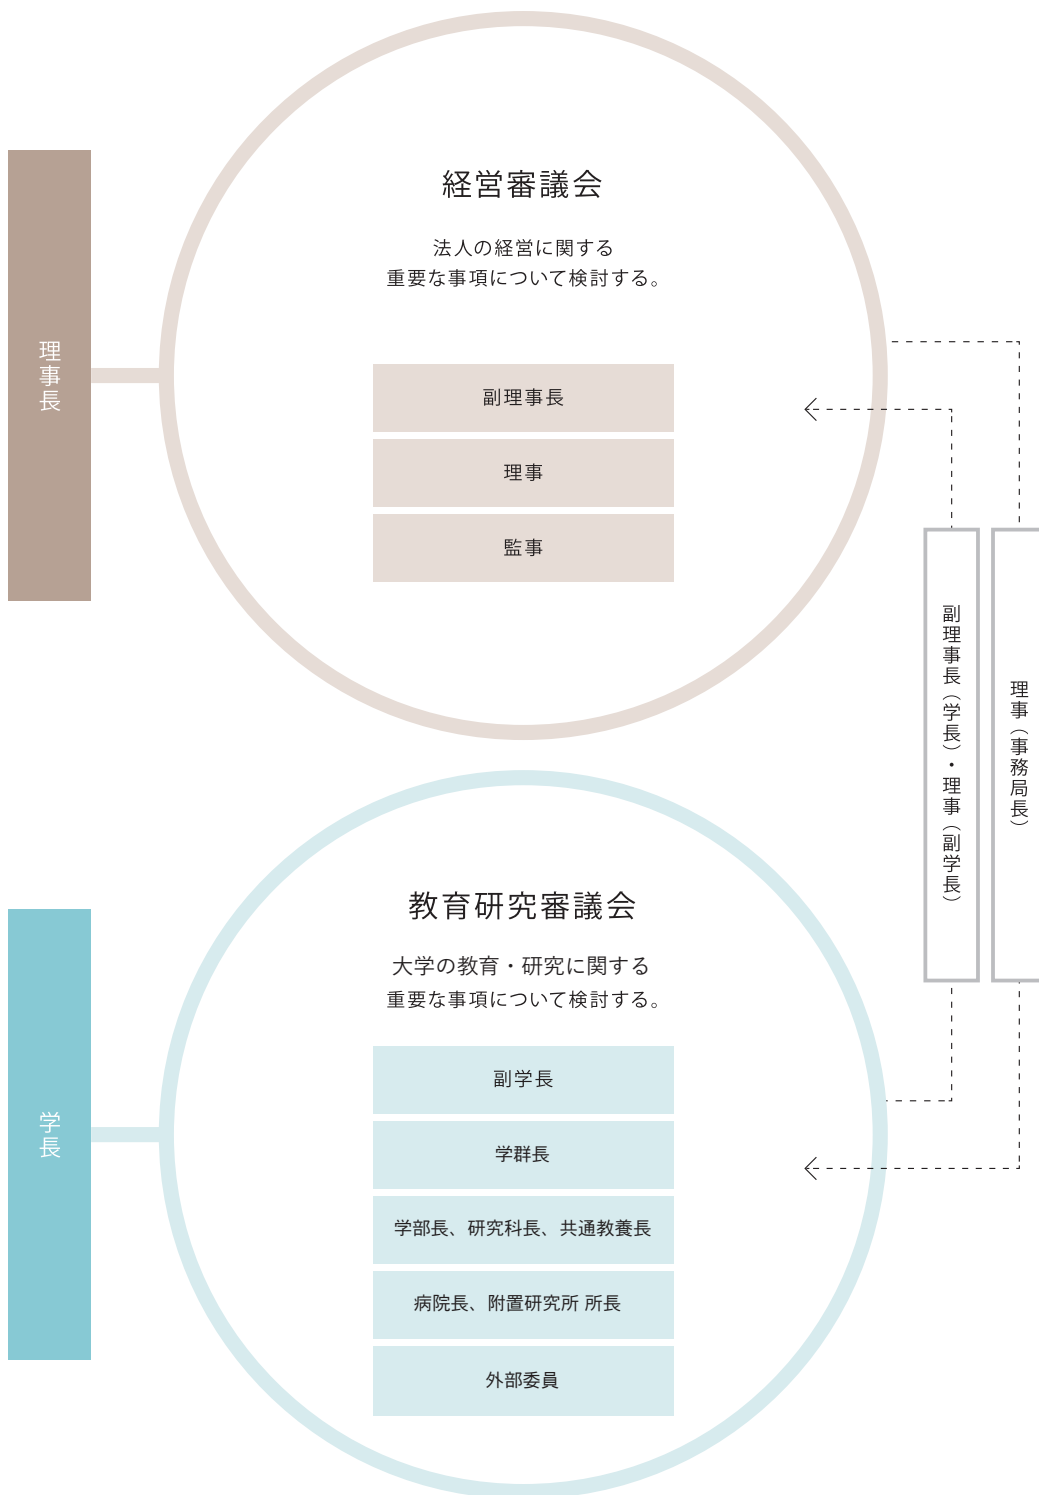 理事長
経営審議会
法人の経営に関する
重要な事項について検討する。
副理事長
理事
監事
副理事長（学長）・理事（副学長）
理事（事務局長）
学長
教育研究審議会
大学の教育・研究に関する
重要な事項について検討する。
副学長
学群長
学部長、研究科長、共通教養長
病院長、附置研究所 所長
外部委員